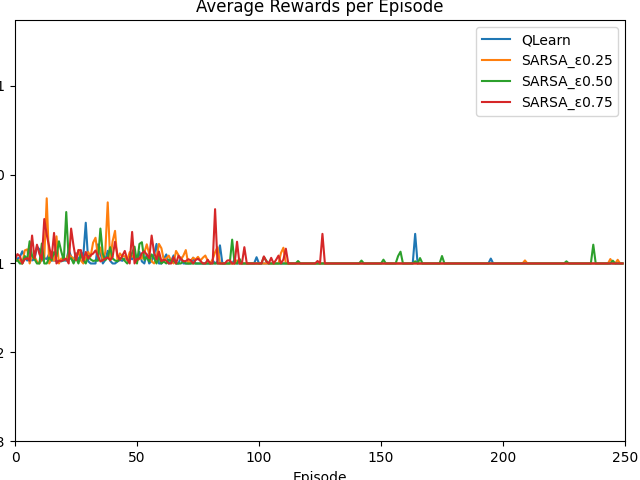 Average Rewards per Episode
QLearn
SARSA_ε0.25
SARSA_ε0.50
SARSA_ε0.75
1
0
1
2
3
0 50 100 150 200 250
Episode